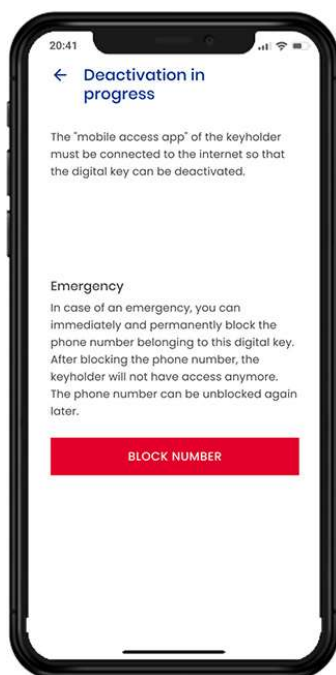 20:41
Deactivation in
progress
The "mobile access app" of the keyholder
must be connected to the internet so that
the digital key can be deactivated.
Emergency
In case of an emergency, you can
immediately and permanently block the
phone number belonging to this digital key.
After blocking the phone number, the
keyholder will not have access anymore.
The phone number can be unblocked again
later.
BLOCK NUMBER